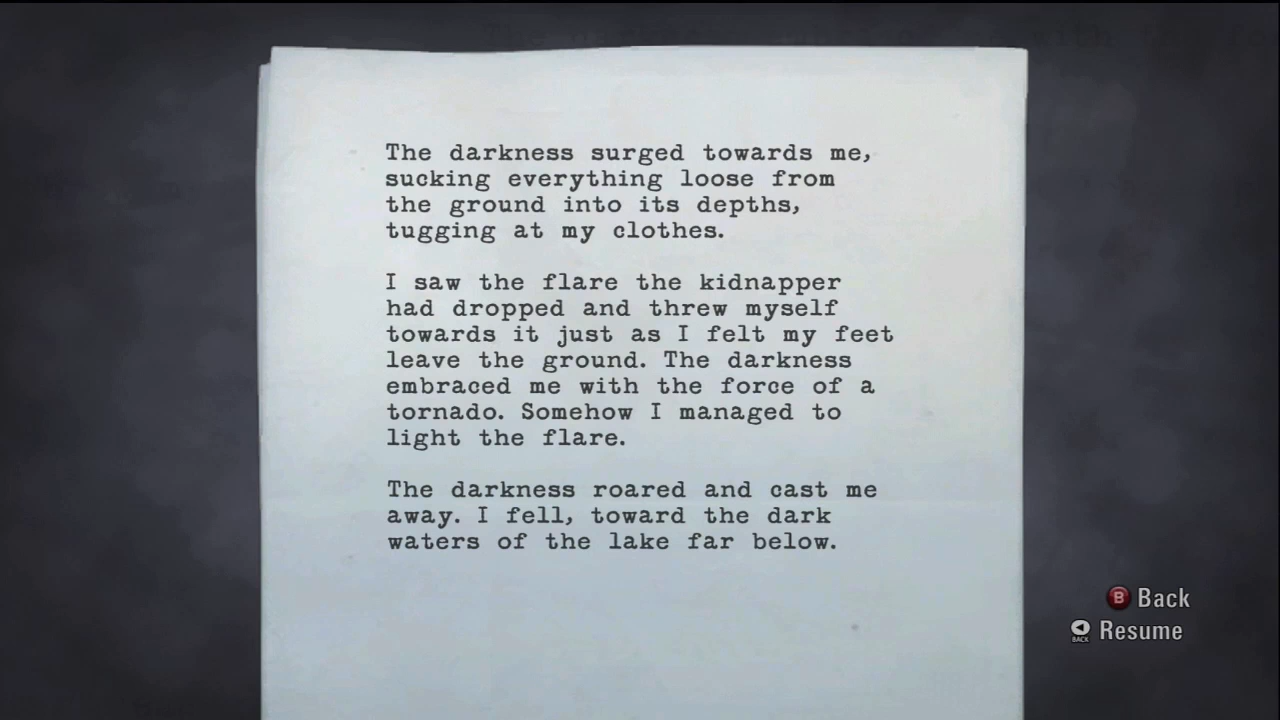 The darkness surged towards me,
sucking everything loose from
the ground into its depths,
tugging at my clothes.
I saw the flare the kidnapper
had dropped and threw myself
towards it just as I felt my feet
leave the ground. The darkness
embraced me with the force of a
tornado. Somehow I managed to
light the flare.
The darkness roared and cast me
away. I fell, toward the dark
waters of the lake far below.
B Back
BACK Resume